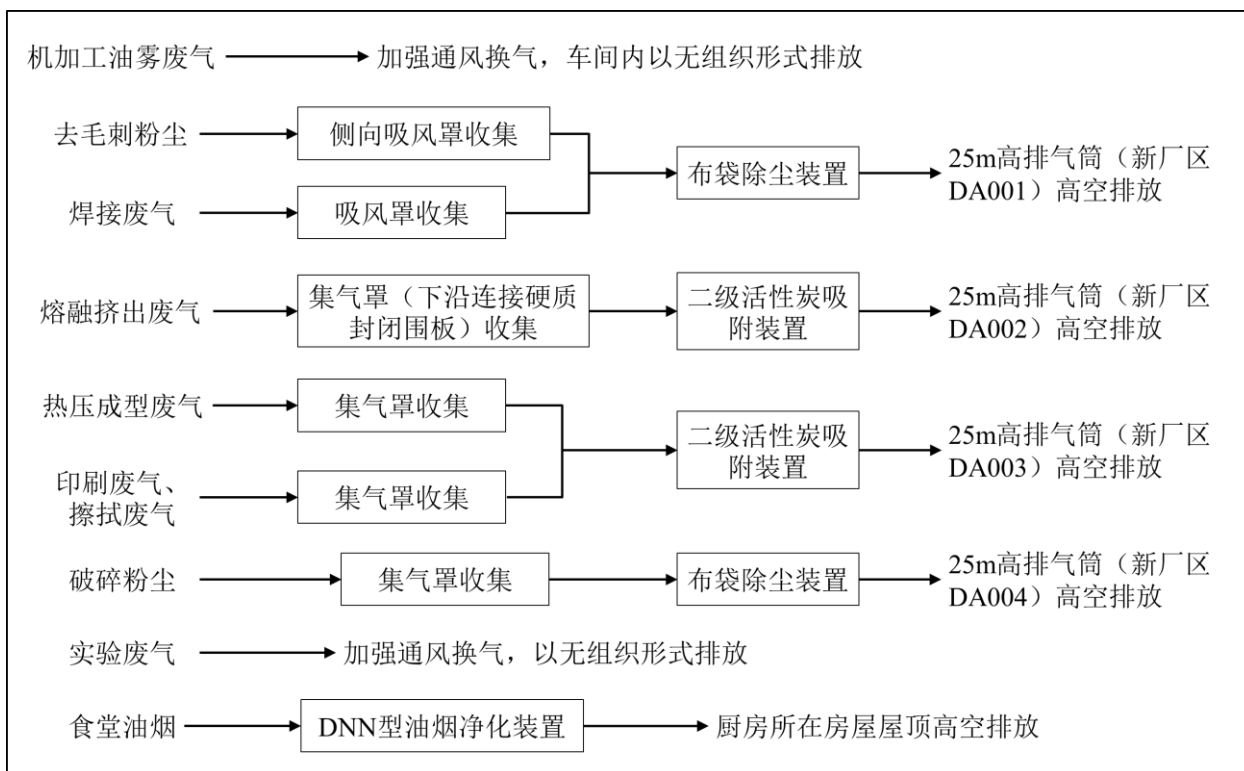 机加工油雾废气
加强通风换气，车间内以无组织形式排放
去毛刺粉尘
侧向吸风罩收集
焊接废气
吸风罩收集
布袋除尘装置
25m高排气筒（新厂区
DA001）高空排放
熔融挤出废气
集气罩（下沿连接硬质
封闭围板）收集
二级活性炭吸
附装置
25m高排气筒（新厂区
DA002）高空排放
热压成型废气
集气罩收集
印刷废气、
擦拭废气
集气罩收集
二级活性炭吸
附装置
25m高排气筒（新厂区
DA003）高空排放
破碎粉尘
集气罩收集
布袋除尘装置
25m高排气筒（新厂区
DA004）高空排放
实验废气
加强通风换气，以无组织形式排放
食堂油烟
DNN型油烟净化装置
厨房所在房屋屋顶高空排放